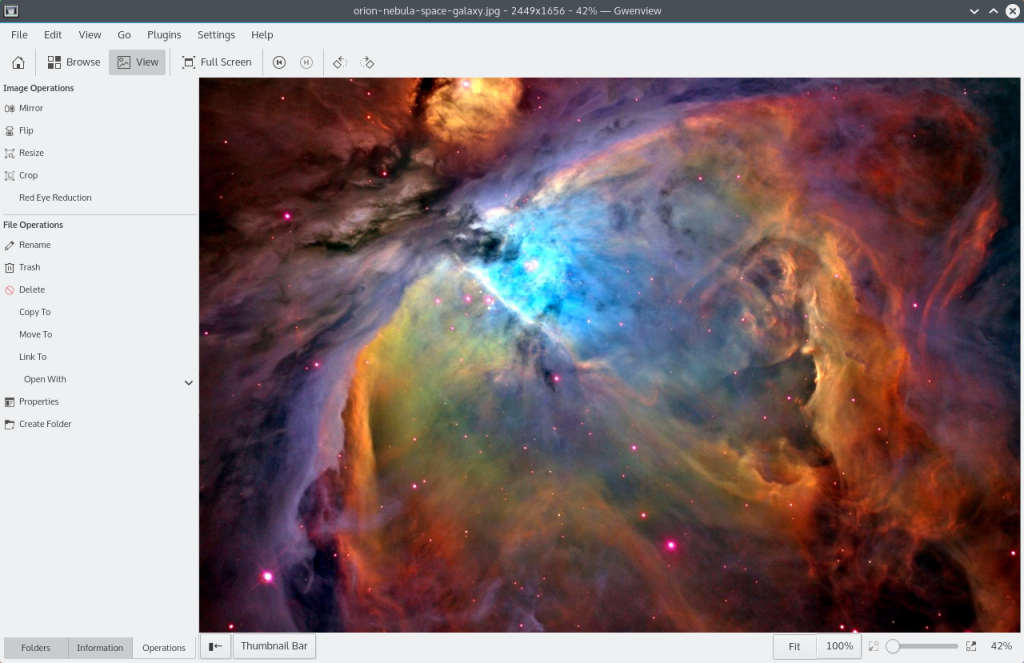 orion-nebula-space-galaxy.jpg - 2449x1656 - 42% — Gwenview
File Edit View Go Plugins Settings Help
Browse View Full Screen
Image Operations
Mirror
Flip
Resize
Crop
Red Eye Reduction
File Operations
Rename
Trash
Delete
Copy To
Move To
Link To
Open With
Properties
Create Folder
Folders Information Operations Thumbnail Bar Fit 100% 42%